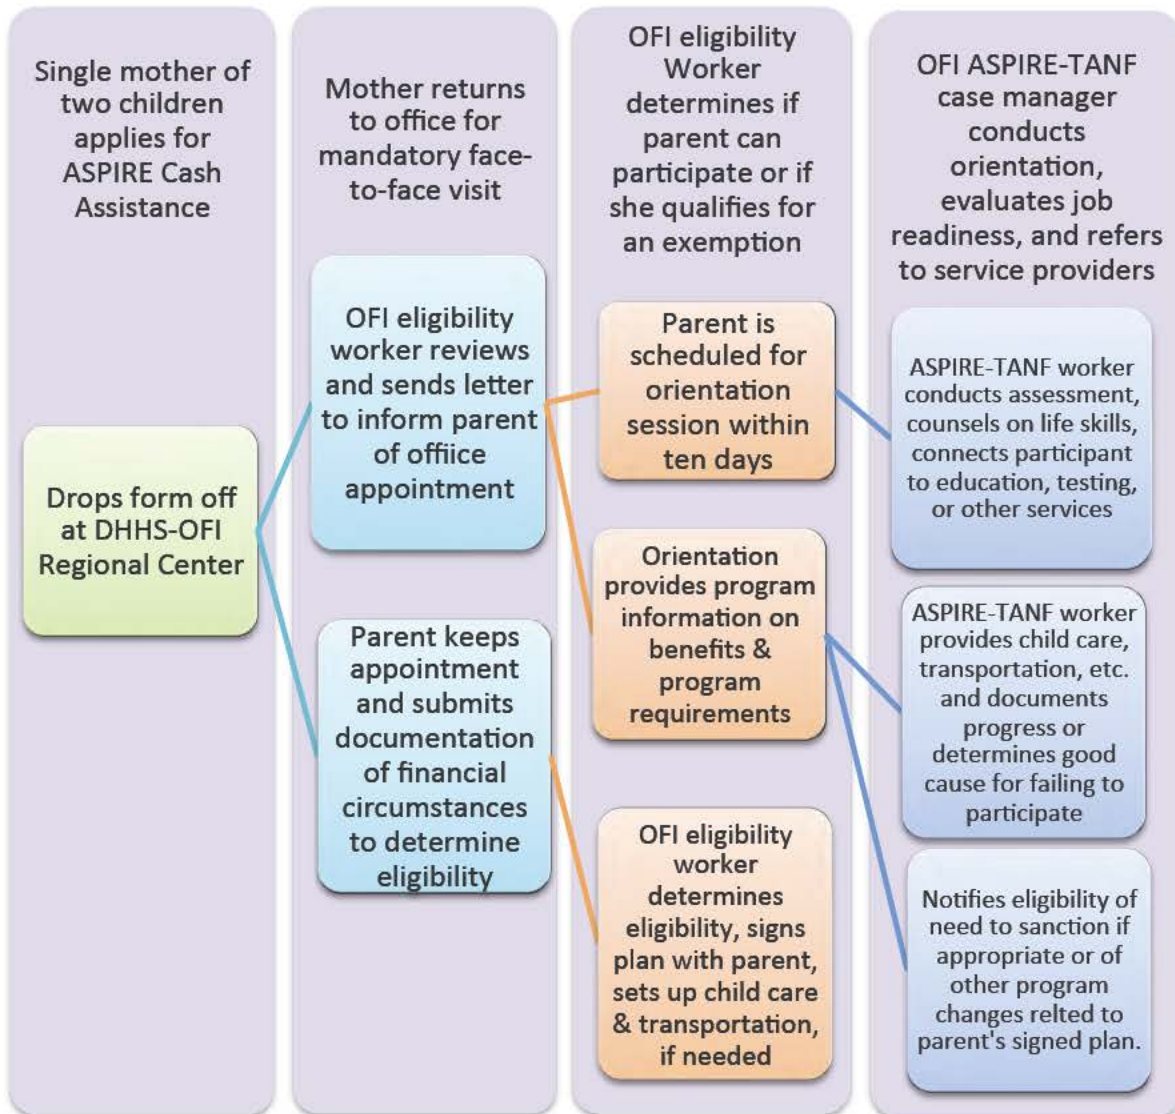 Single mother of
two children
applies for
ASPIRE Cash
Assistance
Drops form off
at DHHS-OFI
Regional Center
Mother returns
to office for
mandatory face-
to-face visit
OFI eligibility
worker reviews
and sends letter
to inform parent
of offiice
appointment
Parent keeps
appointment
and submits
documentation
of financial
circumstances
to determine
eligibility
OFI eligibility
Worker
determines if
parent can
participate or if
she qualifies for
an exemption
Parent is
scheduled for
orientation
session within
ten days
Orientation
provides program
information on
benefits &
program
requirements
OFI eligibility
worker
determines
eligibility, signs
plan with parent,
sets up child care
& transportation,
if needed
OFI ASPIRE-TANF
case manager
conducts
orientation,
evaluates job
readiness, and refers
to service providers
ASPIRE-TANF worker
conducts assessment,
counsels on life skills,
connects participant
to education, testing,
or other services
ASPIRE-TANF worker
provides child care,
transportation, etc.
and documents
progress or
determines good
cause for failing to
participate
Notifies eligibility of
need to sanction if
appropriate or of
other program
changes relted to
parent's signed plan.